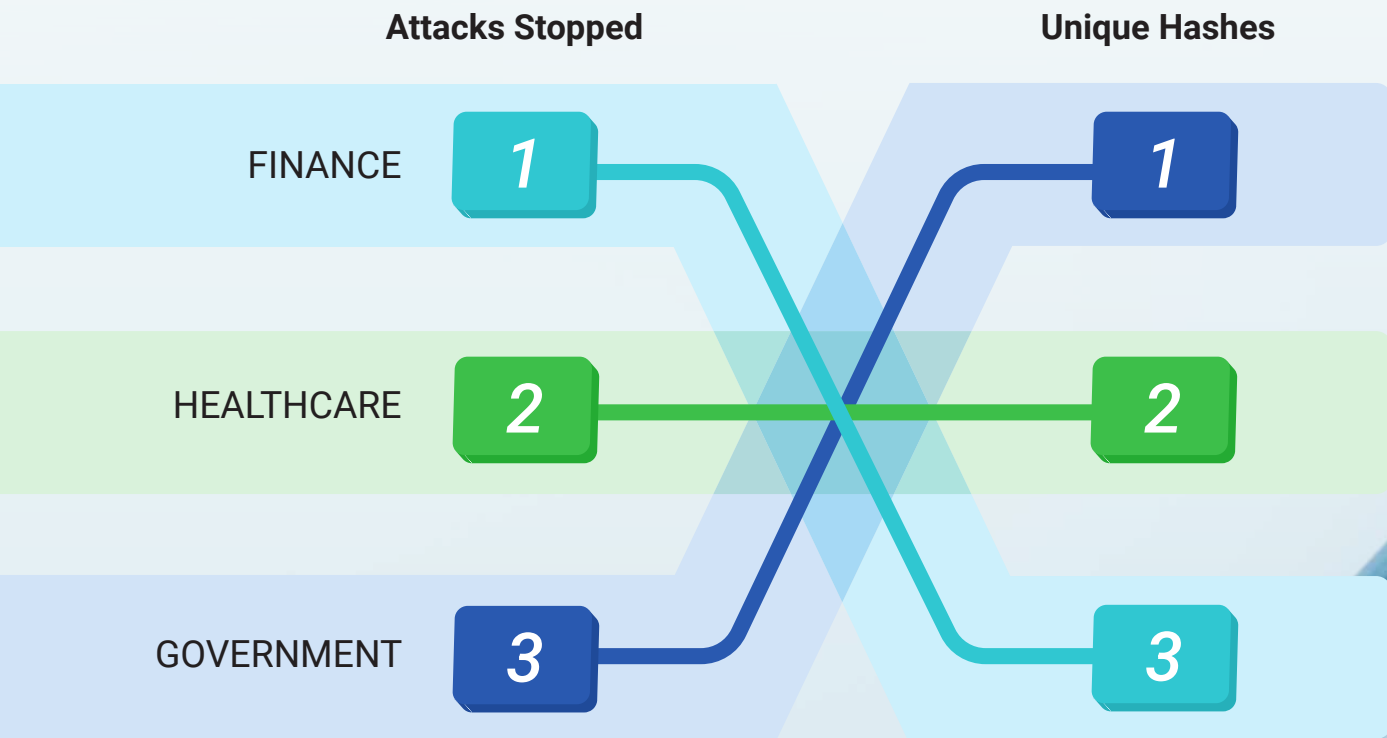 Attacks Stopped Unique Hashes
FINANCE 1 1
HEALTHCARE 2 2
GOVERNMENT 3 3